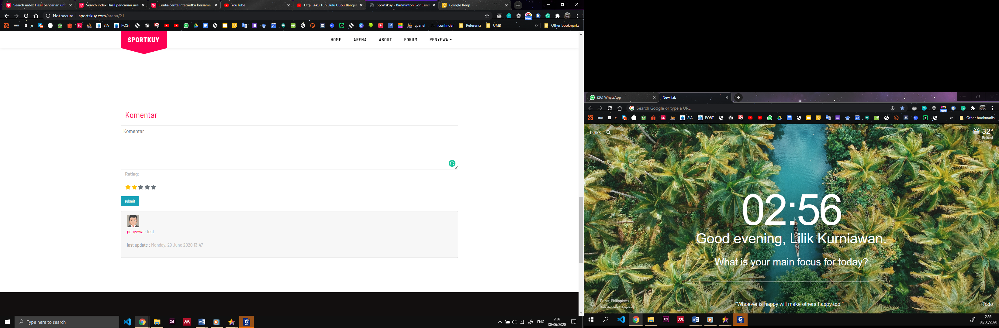 Search index Hasil pencarian unt
Search index Hasil pencarian unt
Cerita-cerita Internetku bersama
YouTube
Dita : Aku Tuh Dulu Cupu Banget
Sportskuy - Badminton Gor Cend
Google Keep
Not secure | sportskuy.com/arena/21
New
e
SIA
POST
cpanel
iconfinder
Referensi
UMB
» Other bookmarks
SPORTKUY
HOME
ARENA
ABOUT
FORUM
PENYEWA
Komentar
Komentar
Rating:
submit
penyewa : test
last update : Monday, 29 June 2020 13:47
Type here to search
ENG
2:56
30/06/2020
(26) WhatsApp
New Tab
Search Google or type a URL
New
e
SIA
POST
» Other bookmarks
Links
32°
Bekasi
02:56
Good evening, Lilik Kurniawan.
What is your main focus for today?
Dapa, Philippines
Dale de Vera / Unsplash
“Whoever is happy will make others happy too.”
Todo
2:56
30/06/2020